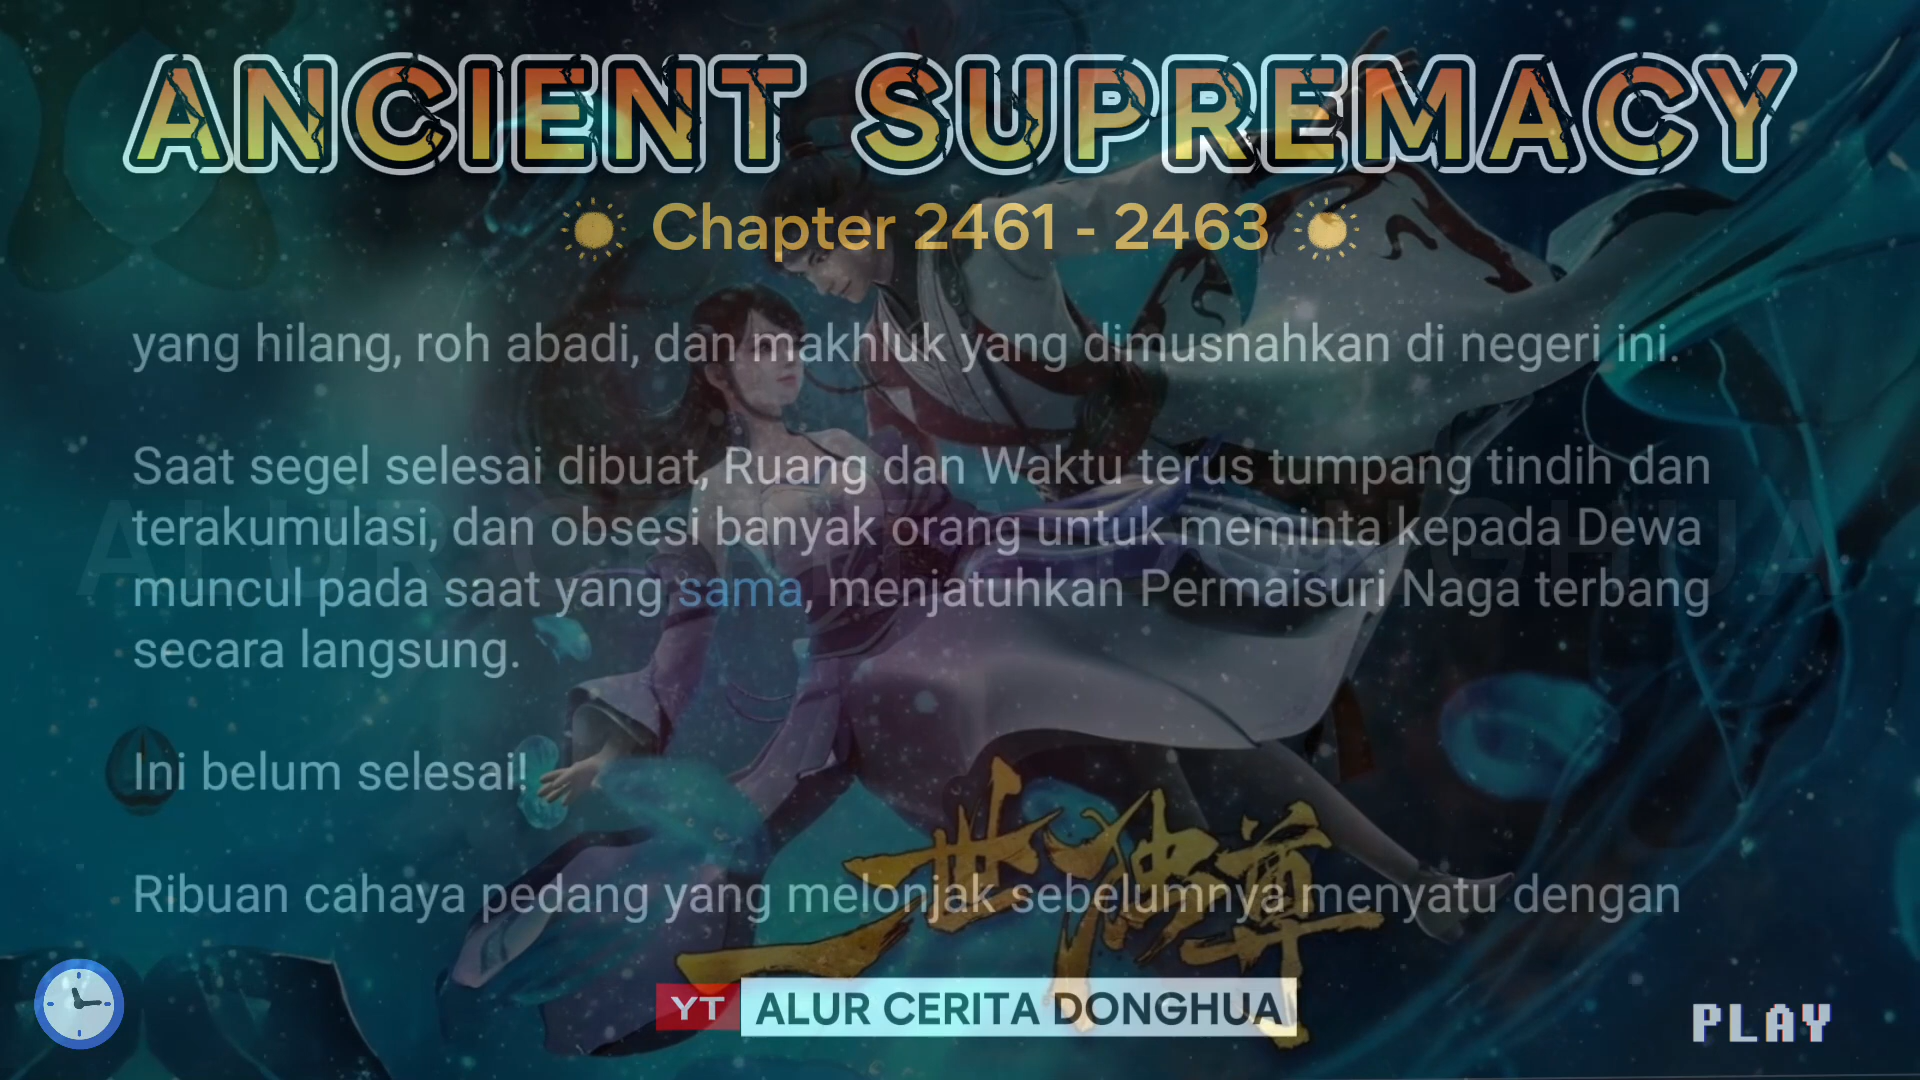 ANCIENT SUPREMACY
Chapter 2461 - 2463
yang hilang, roh abadi, dan makhluk yang dimusnahkan di negeri ini.
Saat segel selesai dibuat, Ruang dan Waktu terus tumpang tindih dan
terakumulasi, dan obsesi banyak orang untuk meminta kepada Dewa
muncul pada saat yang sama, menjatuhkan Permaisuri Naga terbang
secara langsung.
ALUR CERITA DONGHUA
Ini belum selesai!
Ribuan cahaya pedang yang melonjak sebelumnya menyatu dengan
一世独尊
YT ALUR CERITA DONGHUA
PLAY